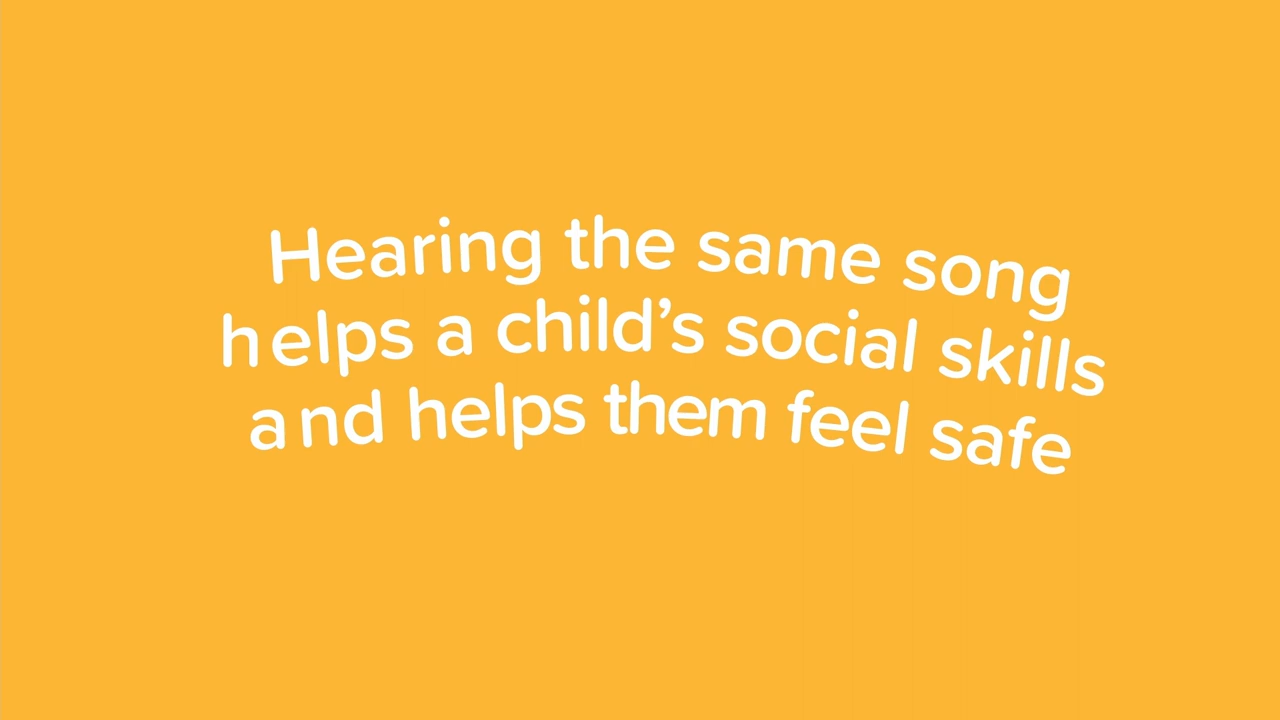 Hearing the same song
helps a child’s social skills
and helps them feel safe